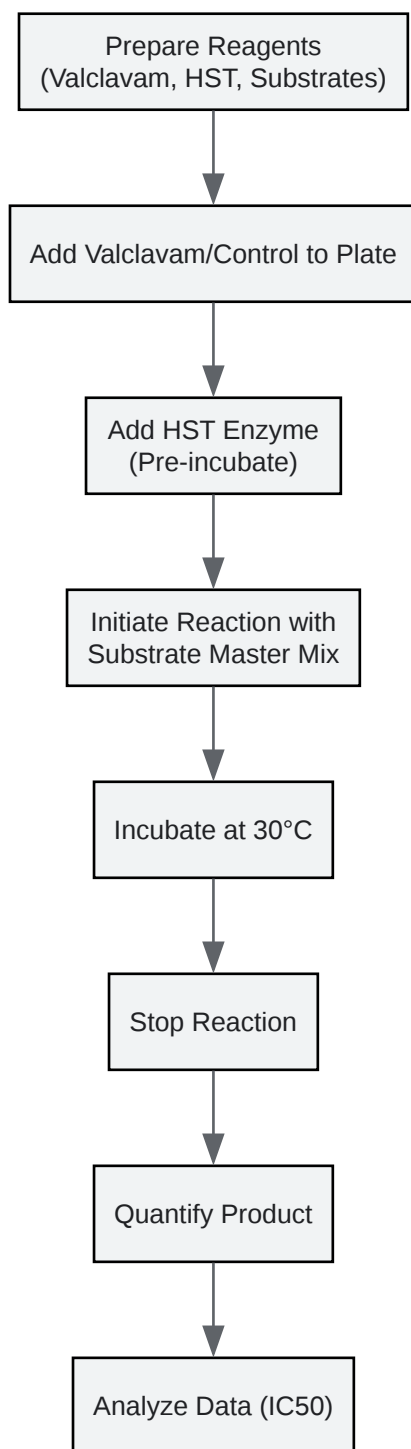 Prepare Reagents
(Valclavam, HST, Substrates)
Add Valclavam/Control to Plate
Add HST Enzyme
(Pre-incubate)
Initiate Reaction with
Substrate Master Mix
Incubate at 30°C
Stop Reaction
Quantify Product
Analyze Data (IC50)